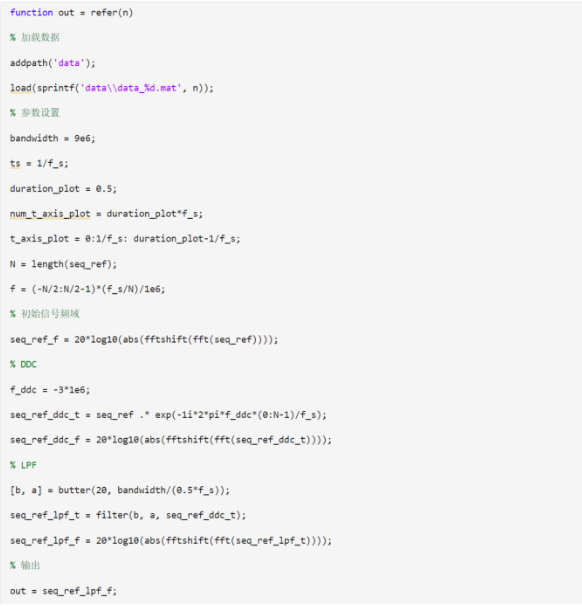 function out = refer(n)
% 加载数据
addpath('data');
load(sprintf('data\\data_%d.mat', n));
% 参数设置
bandwidth = 9e6;
ts = 1/f_s;
duration_plot = 0.5;
num_t_axis_plot = duration_plot*f_s;
t_axis_plot = 0:1/f_s: duration_plot-1/f_s;
N = length(seq_ref);
f = (-N/2:N/2-1)*(f_s/N)/1e6;
% 初始信号频域
seq_ref_f = 20*log10(abs(fftshift(fft(seq_ref))));
% DDC
f_ddc = -3*1e6;
seq_ref_ddc_t = seq_ref .* exp(-1i*2*pi*f_ddc*(0:N-1)/f_s);
seq_ref_ddc_f = 20*log10(abs(fftshift(fft(seq_ref_ddc_t))));
% LPF
[b, a] = butter(20, bandwidth/(0.5*f_s));
seq_ref_lpf_t = filter(b, a, seq_ref_ddc_t);
seq_ref_lpf_f = 20*log10(abs(fftshift(fft(seq_ref_lpf_t))));
% 输出
out = seq_ref_lpf_f;